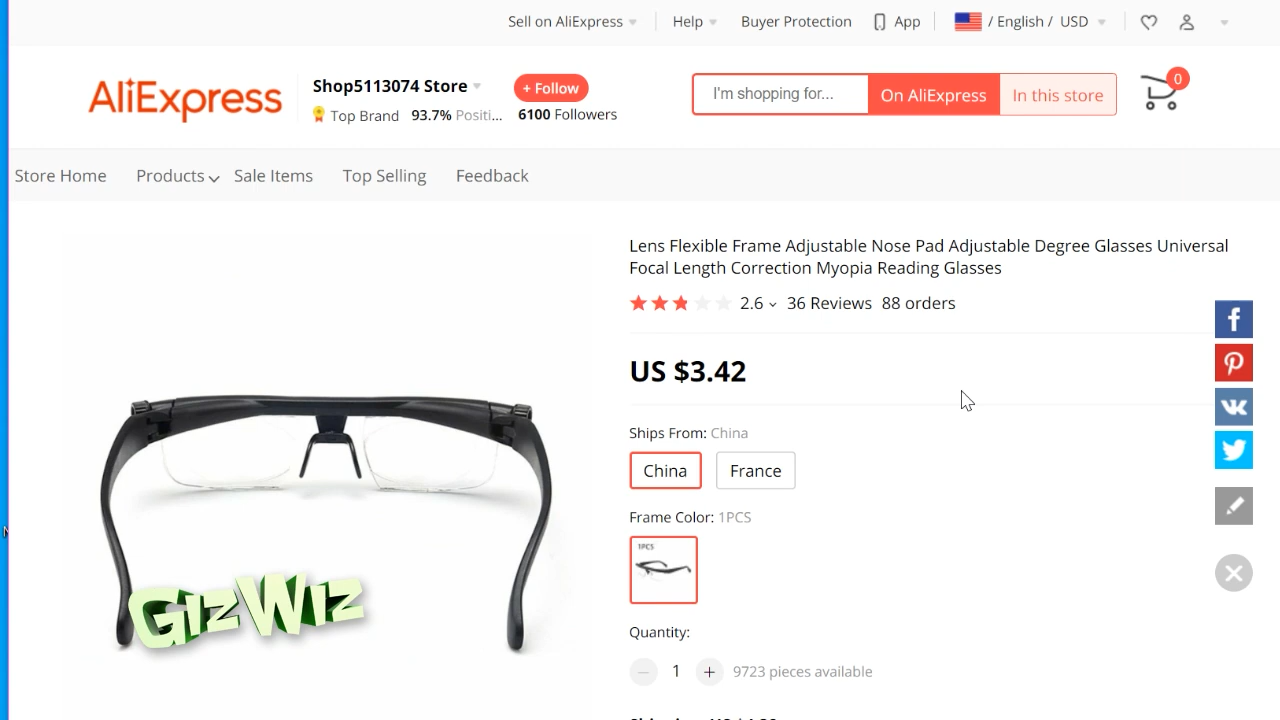 Sell on AliExpress
Help
Buyer Protection
App
/ English / USD
AliExpress
Shop5113074 Store
+ Follow
Top Brand 93.7% Positi...
6100 Followers
I'm shopping for...
On AliExpress
In this store
0
Store Home
Products
Sale Items
Top Selling
Feedback
Lens Flexible Frame Adjustable Nose Pad Adjustable Degree Glasses Universal
Focal Length Correction Myopia Reading Glasses
2.6
36 Reviews
88 orders
US $3.42
Ships From: China
China
France
Frame Color: 1PCS
1PCS
Quantity:
1
9723 pieces available
GizWiz